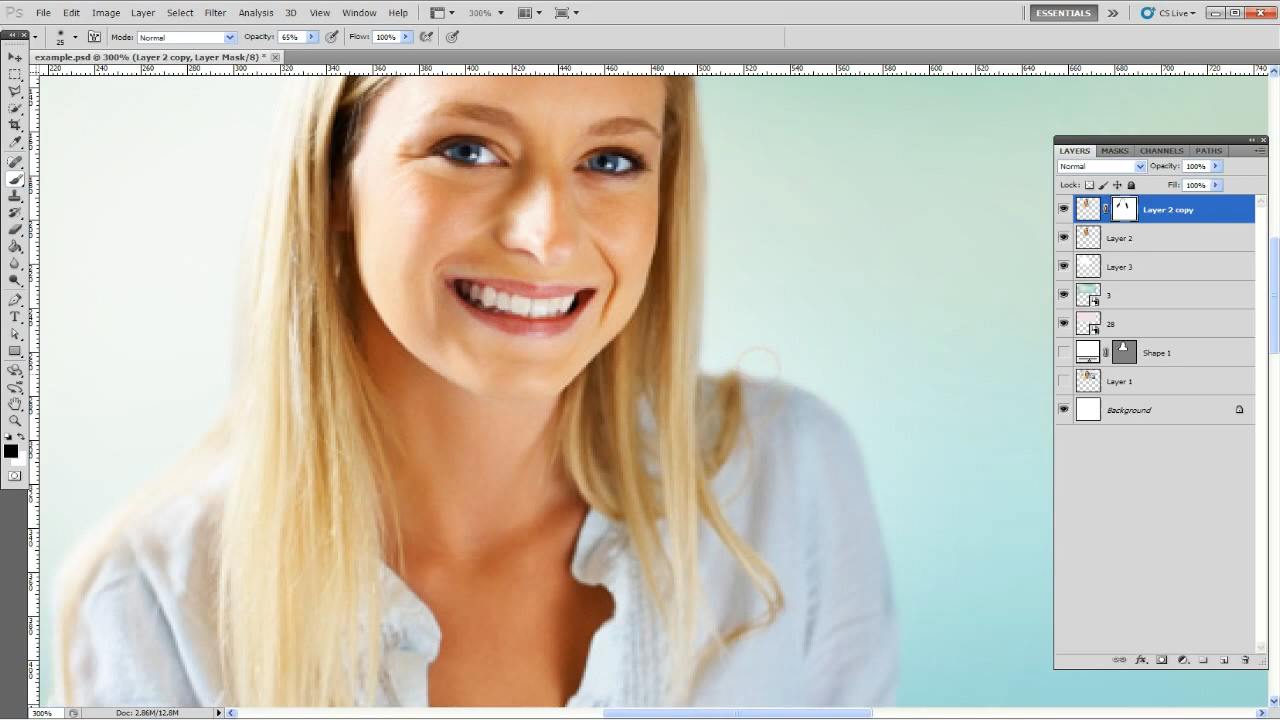 Ps File Edit Image Layer Select Filter Analysis 3D View Window Help 300% ESSENTIALS CS Live
25 Mode: Normal Opacity: 65% Flow: 100%
example.psd @ 300% (Layer 2 copy, Layer Mask/8) *
220 240 260 280 300 320 340 360 380 400 420 440 460 480 500 520 540 560 580 600 620 640 660 680 700 720 740
LAYERS MASKS CHANNELS PATHS
Normal Opacity: 100%
Lock: Fill: 100%
Layer 2 copy
Layer 2
Layer 3
3
28
Shape 1
Layer 1
Background
300% Doc: 2.86M/12.8M